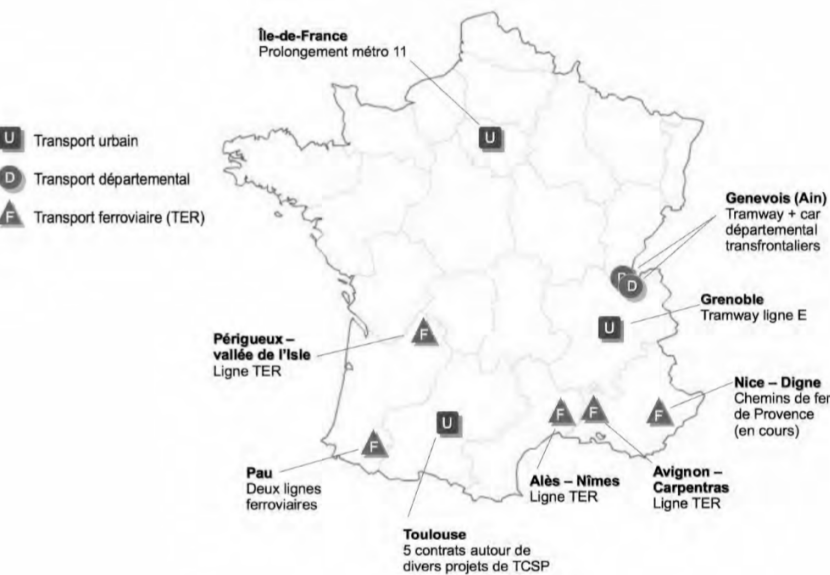 Île-de-France
Prolongement métro 11
U
U Transport urbain
D Transport départemental
F Transport ferroviaire (TER)
Genevois (Ain)
Tramway + car
départemental
transfrontaliers
D
D
Grenoble
Tramway ligne E
U
Périgueux –
vallée de l'Isle
Ligne TER
F
Nice – Digne
Chemins de fer
de Provence
(en cours)
F
F
F
U
F
Pau
Deux lignes
ferroviaires
Alès – Nîmes
Ligne TER
Avignon –
Carpentras
Ligne TER
Toulouse
5 contrats autour de
divers projets de TCSP